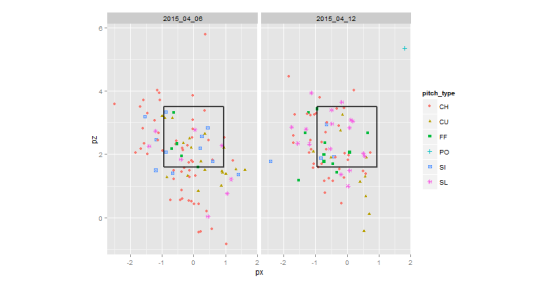 2015_04_06 2015_04_12
6
4
2
0
pz
-2 -1 0 1 2 -2 -1 0 1 2
px
pitch_type
CH
CU
FF
PO
SI
SL